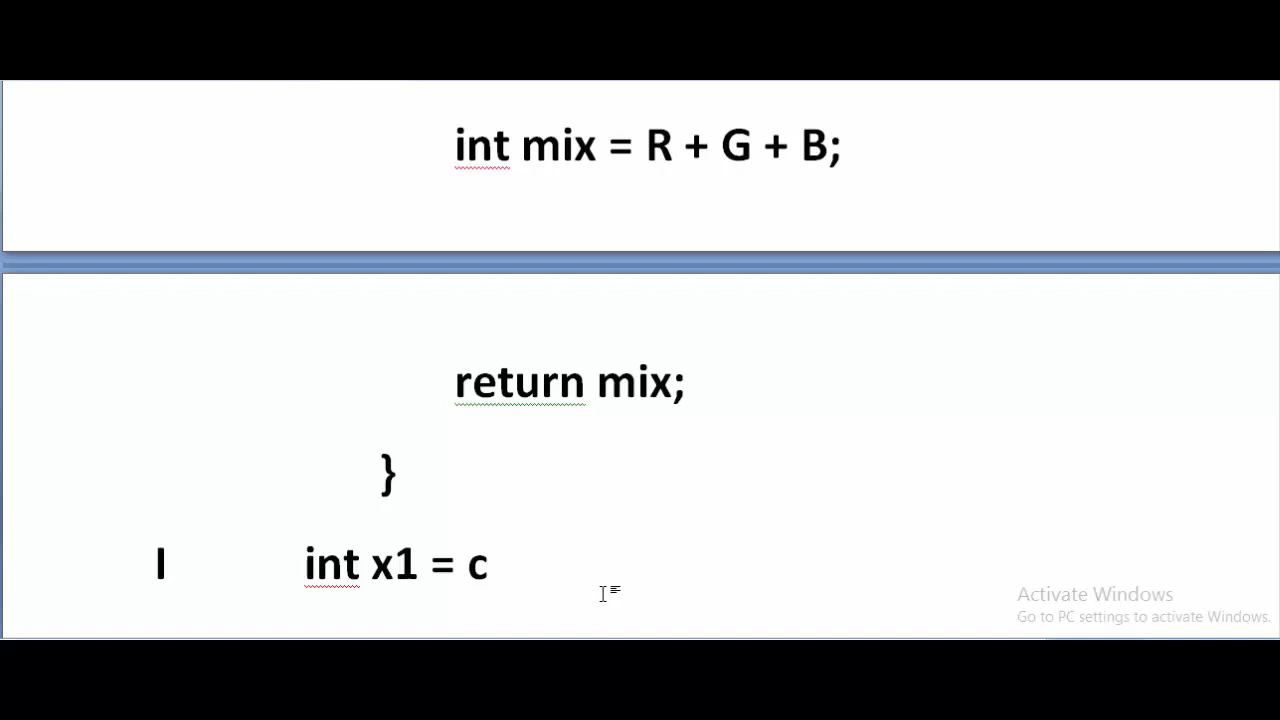 int mix = R + G + B;
return mix;
}
I int x1 = c
Activate Windows
Go to PC settings to activate Windows.